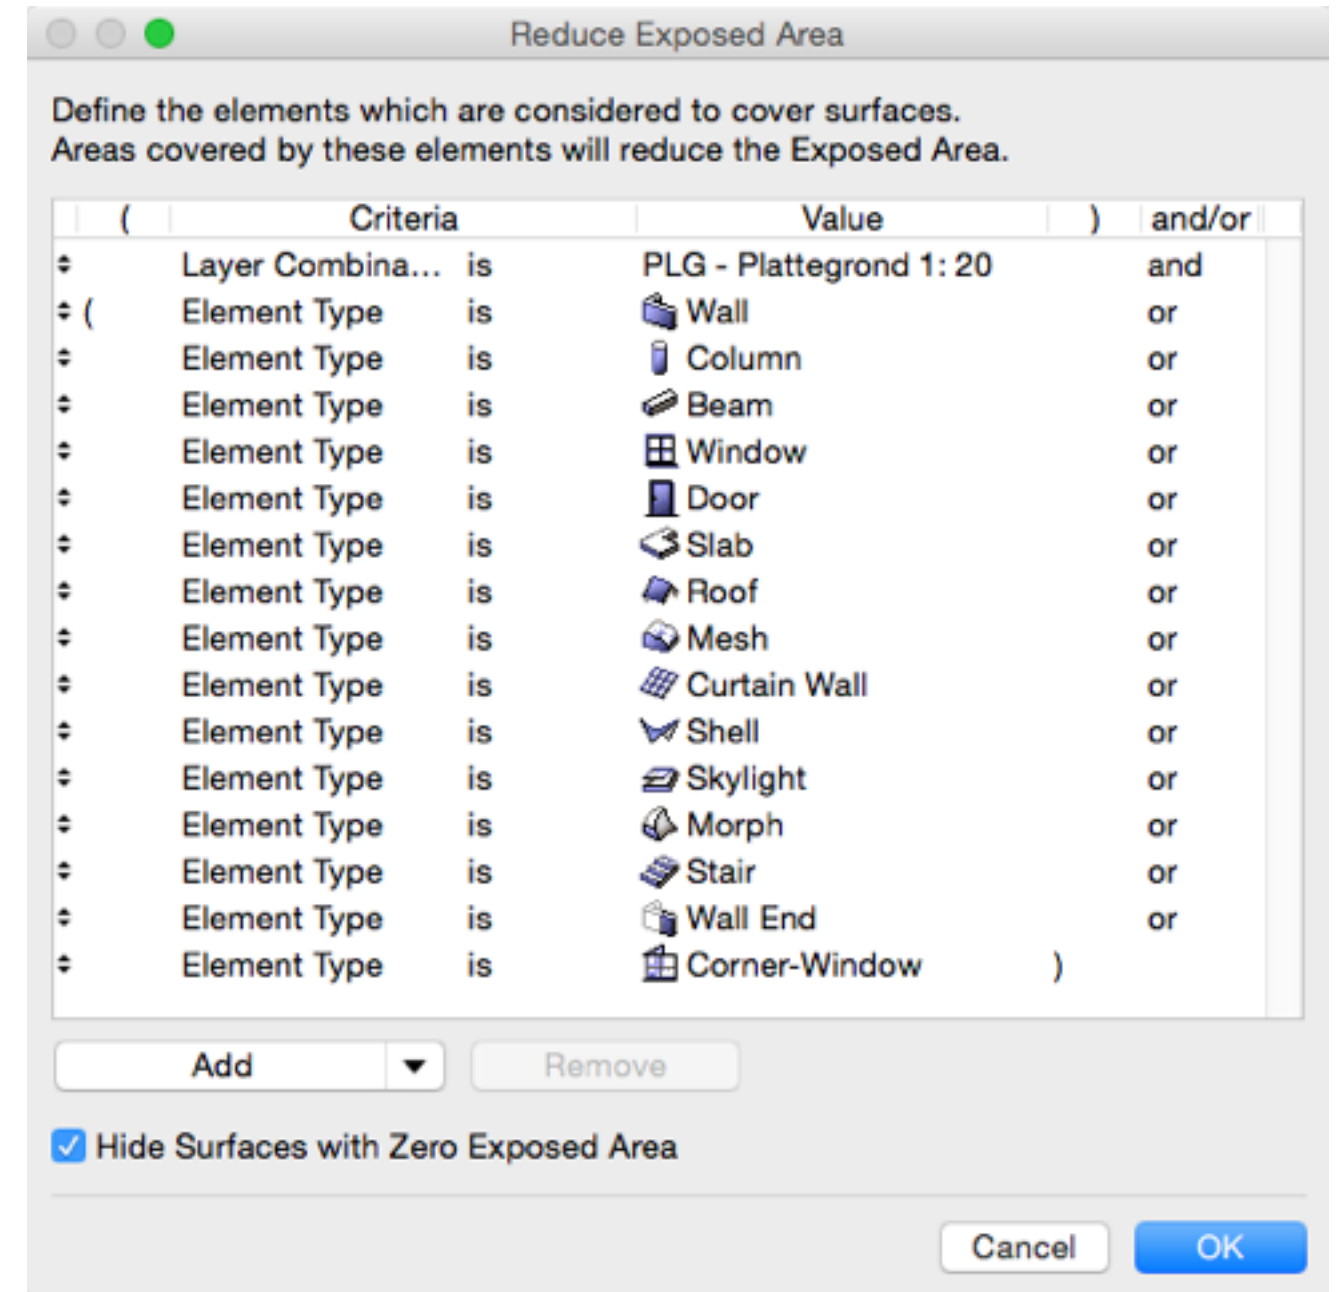 Reduce Exposed Area
Define the elements which are considered to cover surfaces.
Areas covered by these elements will reduce the Exposed Area.
( Criteria Value ) and/or
Layer Combina... is PLG - Plattegrond 1: 20 and
( Element Type is Wall or
Element Type is Column or
Element Type is Beam or
Element Type is Window or
Element Type is Door or
Element Type is Slab or
Element Type is Roof or
Element Type is Mesh or
Element Type is Curtain Wall or
Element Type is Shell or
Element Type is Skylight or
Element Type is Morph or
Element Type is Stair or
Element Type is Wall End or
Element Type is Corner-Window )
Add Remove
Hide Surfaces with Zero Exposed Area
Cancel OK